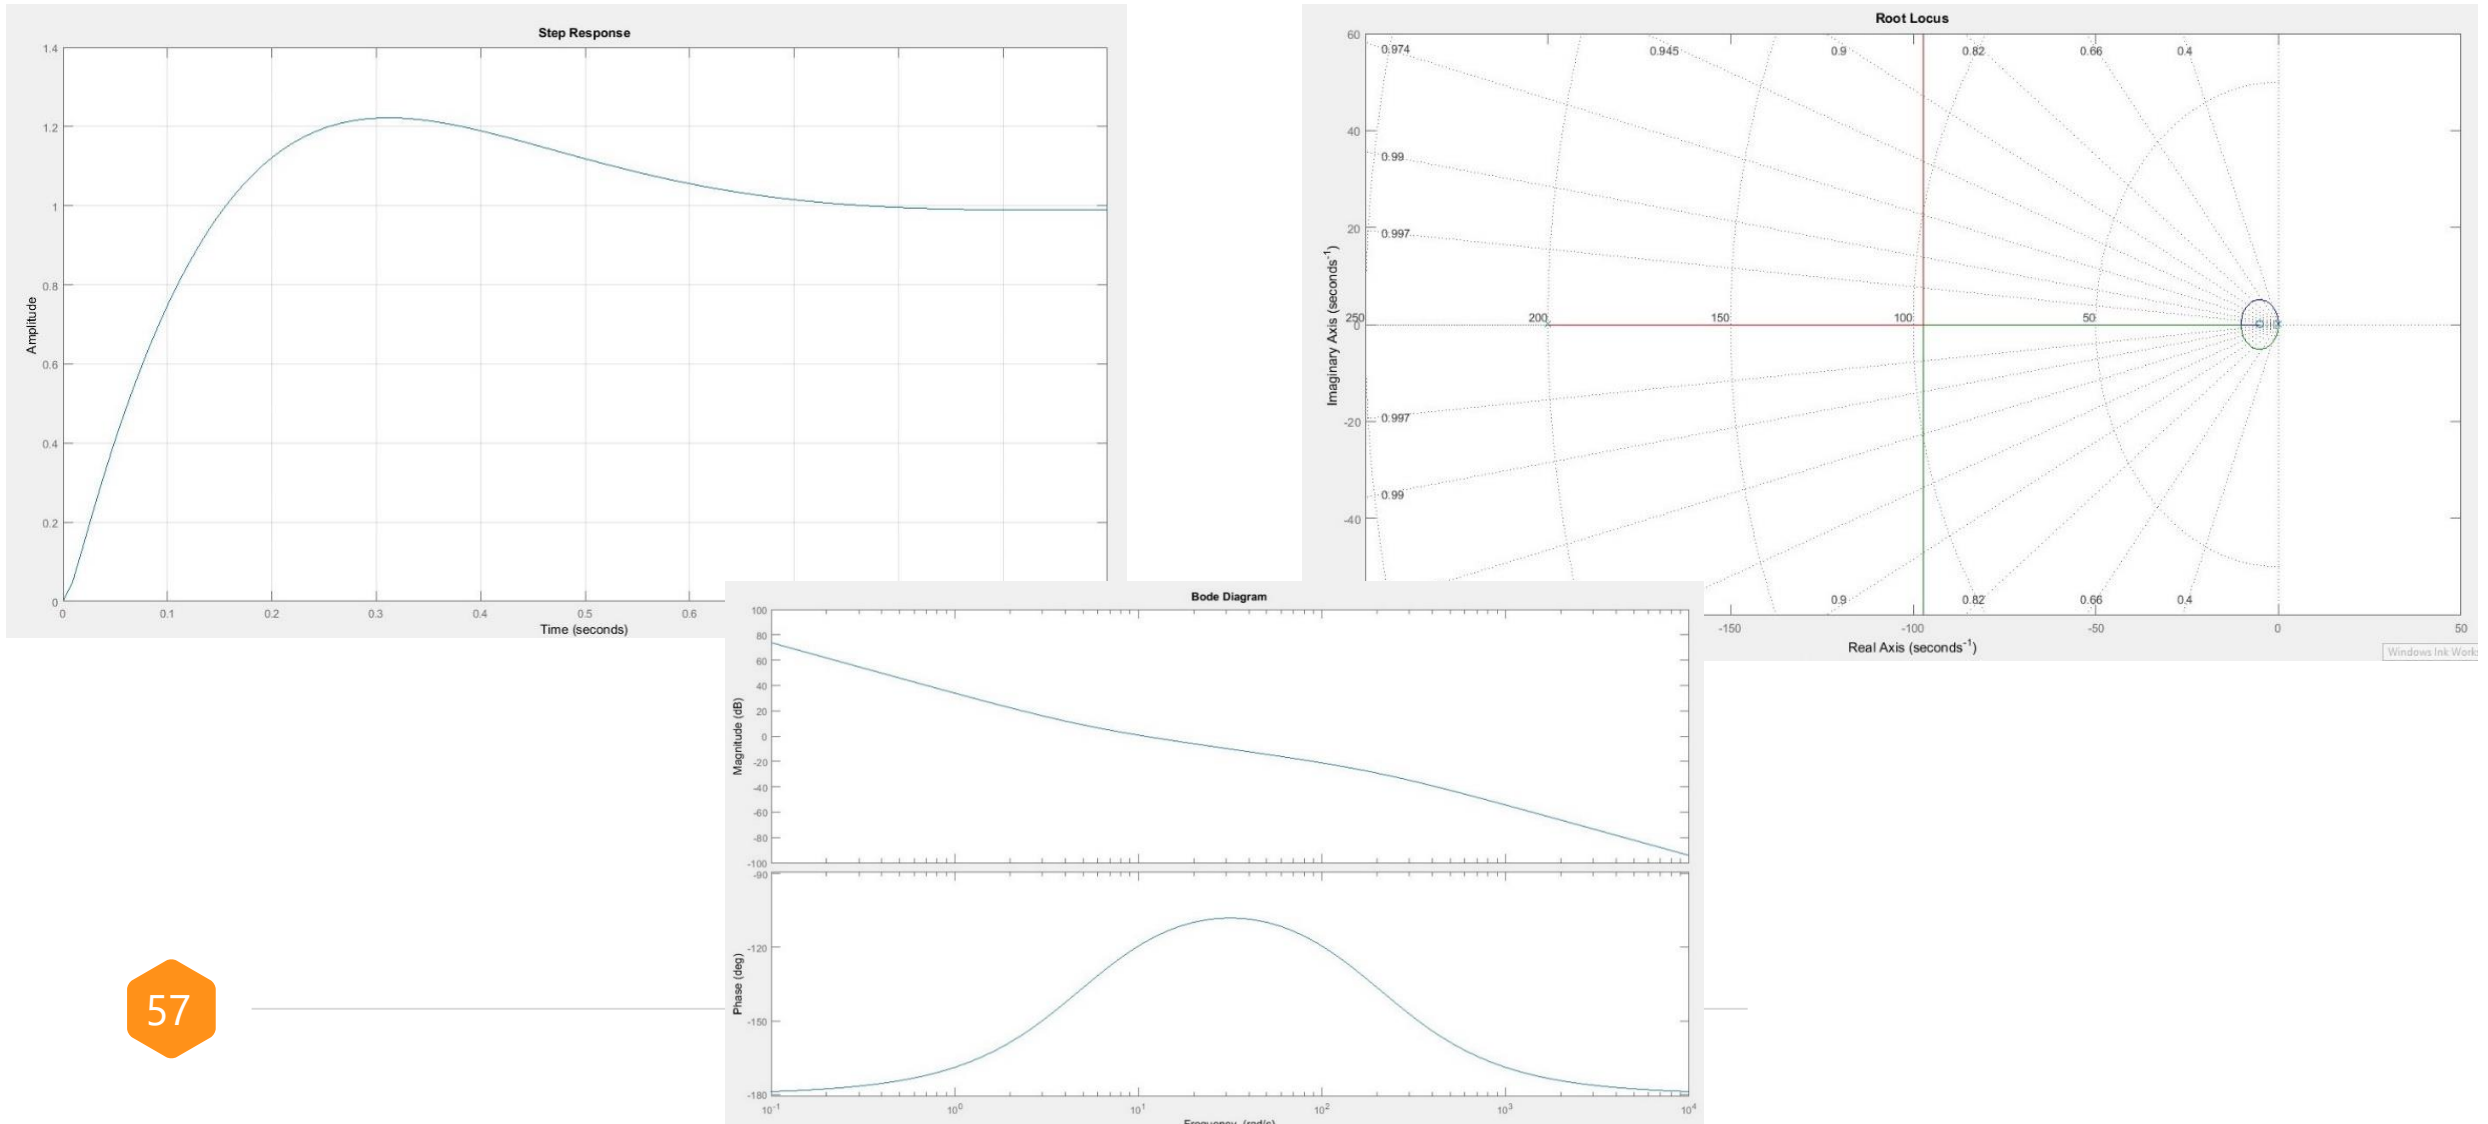 Step Response
1.4
1.2
1
0.8
0.6
0.4
0.2
0
Amplitude
0 0.1 0.2 0.3 0.4 0.5 0.6
Time (seconds)
Root Locus
60
40
20
0
-20
-40
Imaginary Axis (seconds-1)
0.974 0.945 0.9 0.82 0.66 0.4
0.99
0.997
250 200 150 100 50
0.997
0.99
0.9 0.82 0.66 0.4
-150 -100 -50 0 50
Real Axis (seconds-1)
Windows Ink Works
Bode Diagram
100
80
60
40
20
0
-20
-40
-60
-80
-100
Magnitude (dB)
-90
-120
-150
-180
Phase (deg)
10-1 100 101 102 103 104
Frequency (rad/s)
57